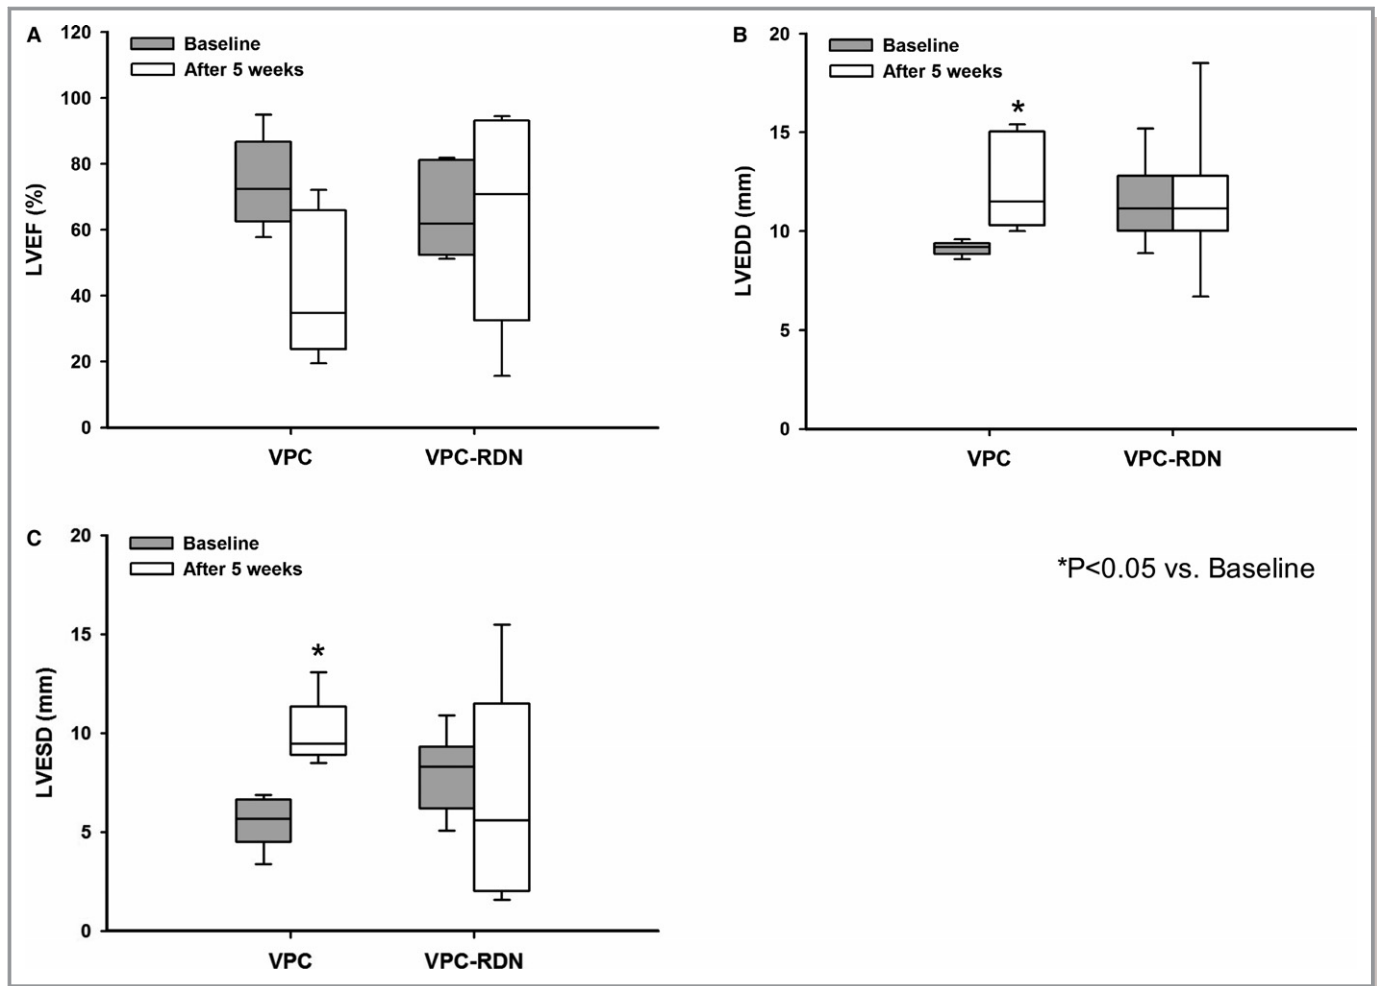 A
120
100
80
60
40
20
0
LVEF (%)
Baseline
After 5 weeks
VPC
VPC-RDN
B
20
15
10
5
0
LVEDD (mm)
Baseline
After 5 weeks
*
VPC
VPC-RDN
C
20
15
10
5
0
LVESD (mm)
Baseline
After 5 weeks
*
VPC
VPC-RDN
*P<0.05 vs. Baseline